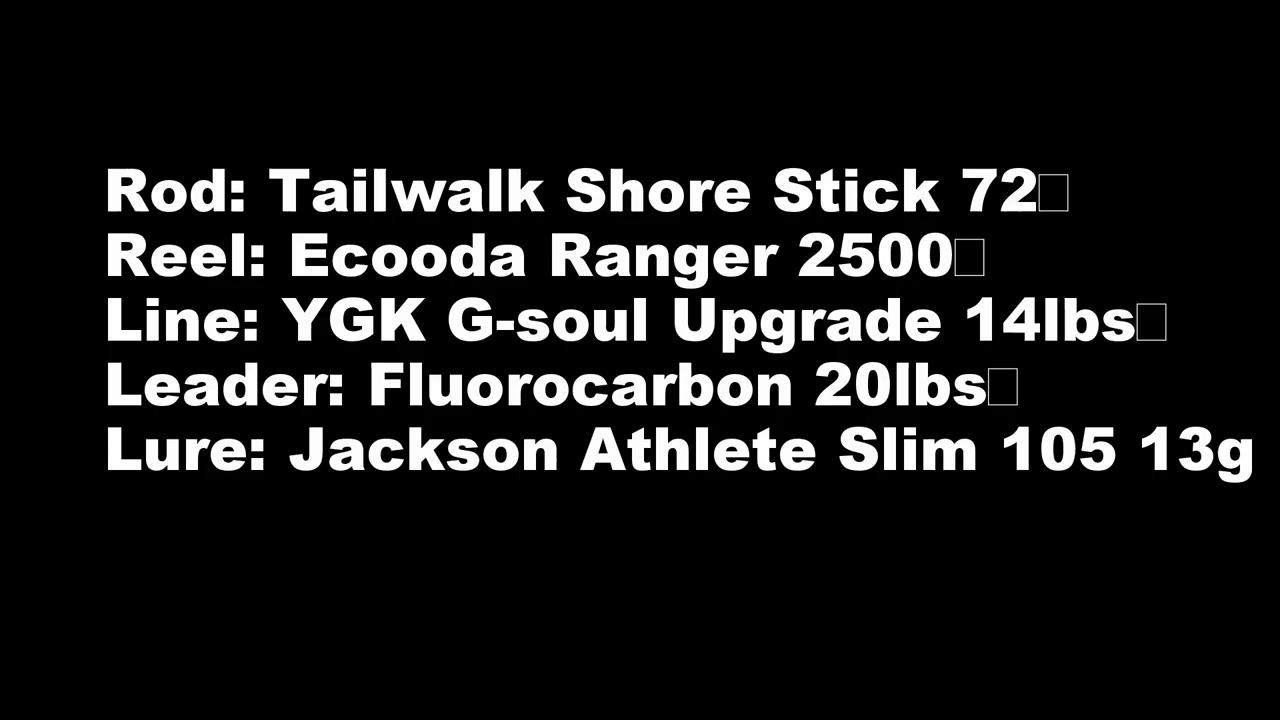 Rod: Tailwalk Shore Stick 72
Reel: Ecooda Ranger 2500
Line: YGK G-soul Upgrade 14lbs
Leader: Fluorocarbon 20lbs
Lure: Jackson Athlete Slim 105 13g